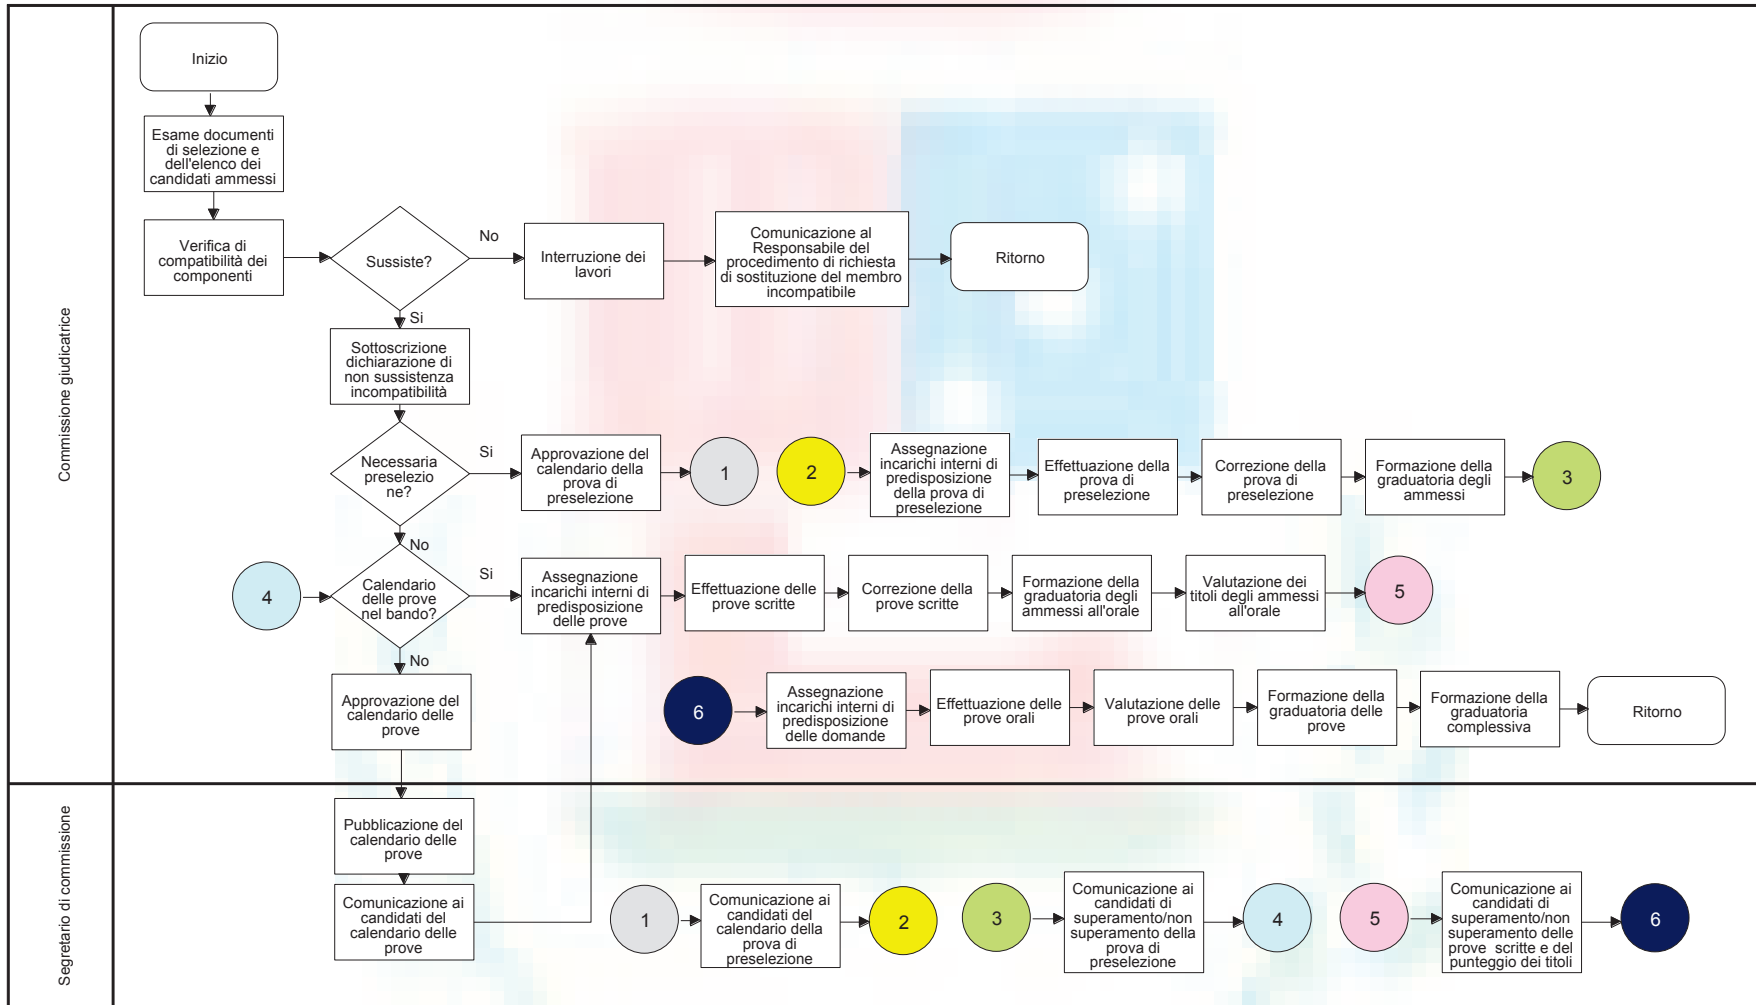 Commissione giudicatrice
Inizio
Esame documenti
di selezione e
dell'elenco dei
candidati ammessi
Verifica di
compatibilità dei
componenti
Sussiste?
No
Interruzione dei
lavori
Comunicazione al
Responsabile del
procedimento di richiesta
di sostituzione del membro
incompatibile
Ritorno
Si
Sottoscrizione
dichiarazione di
non sussistenza
incompatibilità
Necessaria
preselezio
ne?
Si
Approvazione del
calendario della
prova di
preselezione
1
2
Assegnazione
incarichi interni di
predisposizione
della prova di
preselezione
Effettuazione della
prova di
preselezione
Correzione della
prova di
preselezione
Formazione della
graduatoria degli
ammessi
3
No
4
Calendario
delle prove
nel bando?
Si
Assegnazione
incarichi interni di
predisposizione
delle prove
Effettuazione delle
prove scritte
Correzione della
prove scritte
Formazione della
graduatoria degli
ammessi all'orale
Valutazione dei
titoli degli ammessi
all'orale
5
No
Approvazione del
calendario delle
prove
6
Assegnazione
incarichi interni di
predisposizione
delle domande
Effettuazione delle
prove orali
Valutazione delle
prove orali
Formazione della
graduatoria delle
prove
Formazione della
graduatoria
complessiva
Ritorno
Segretario di commissione
Pubblicazione del
calendario delle
prove
Comunicazione ai
candidati del
calendario delle
prove
1
Comunicazione ai
candidati del
calendario della
prova di
preselezione
2
3
Comunicazione ai
candidati di
superamento/non
superamento della
prova di
preselezione
4
5
Comunicazione ai
candidati di
superamento/non
superamento delle
prove scritte e del
punteggio dei titoli
6